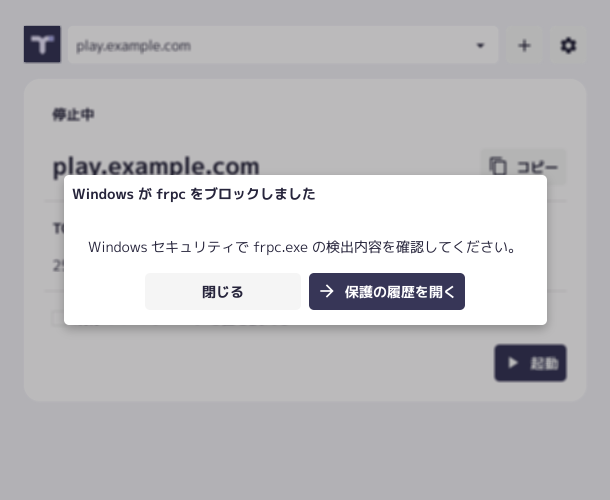 play.example.com
停止中
play.example.com
コピー
Windows が frpc をブロックしました
Windows セキュリティで frpc.exe の検出内容を確認してください。
閉じる
保護の履歴を開く
起動